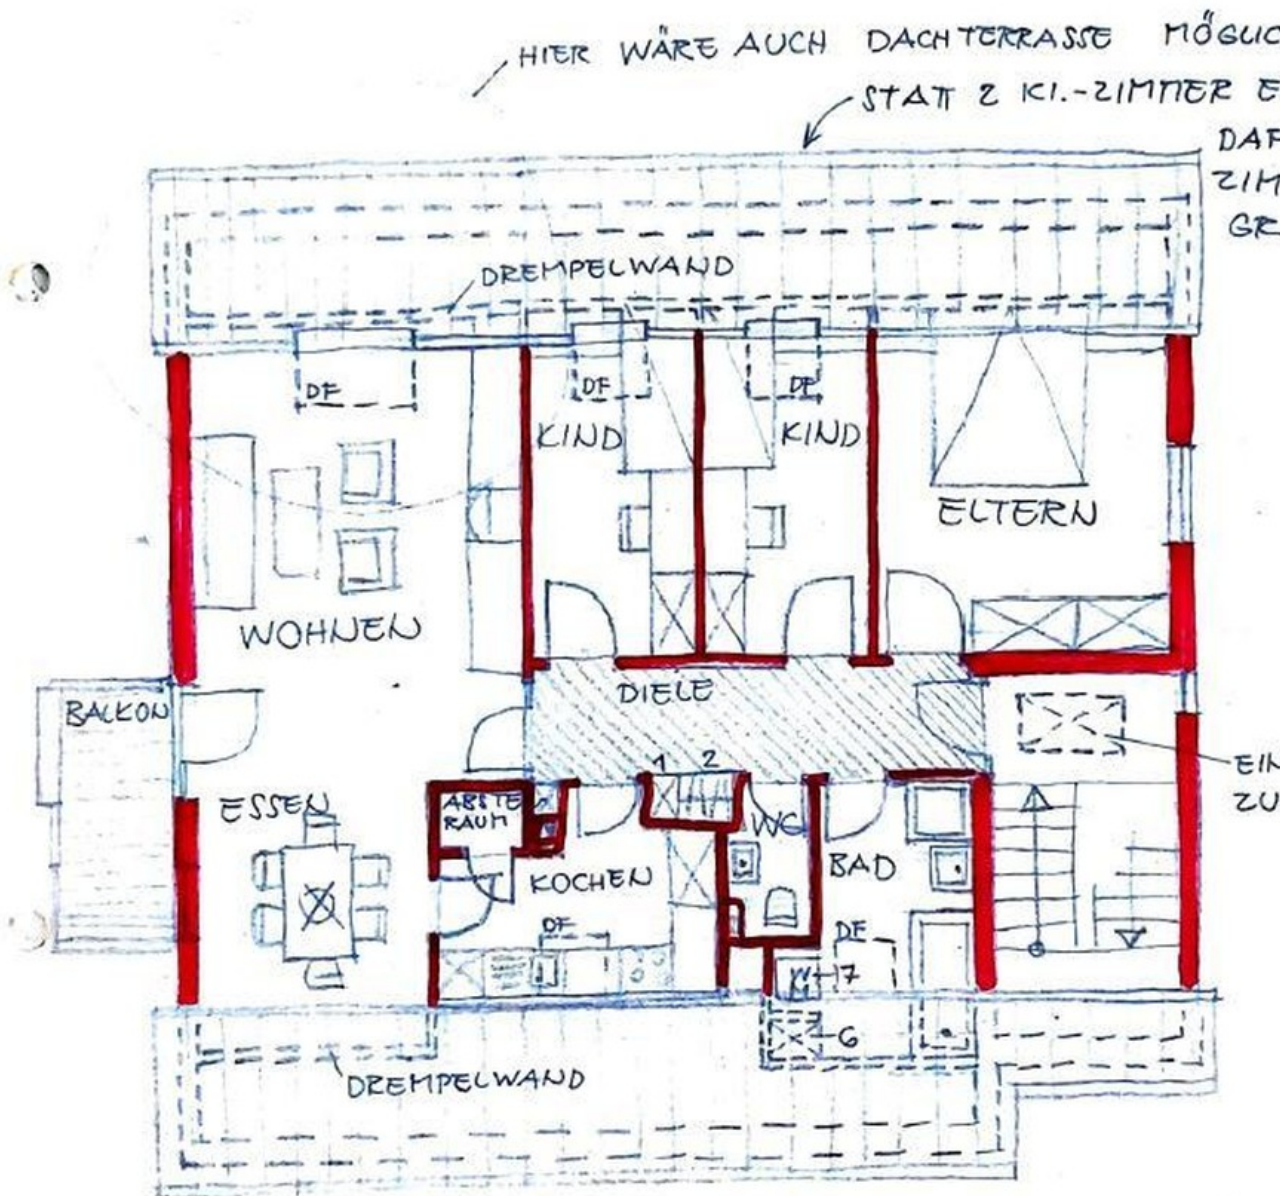 HIER WÄRE AUCH DACHTERRASSE MÖGLIC
STATT 2 KI.-ZIMMER E
DAF
ZIM
GR
DREMPELWAND
DF
DF
DF
KIND
KIND
ELTERN
WOHNEN
DIELE
BALKON
1 2
EIN
ZU
ESSEN
ABSTE
RAUM
WC
KOCHEN
BAD
DF
DF
7
6
DREMPELWAND